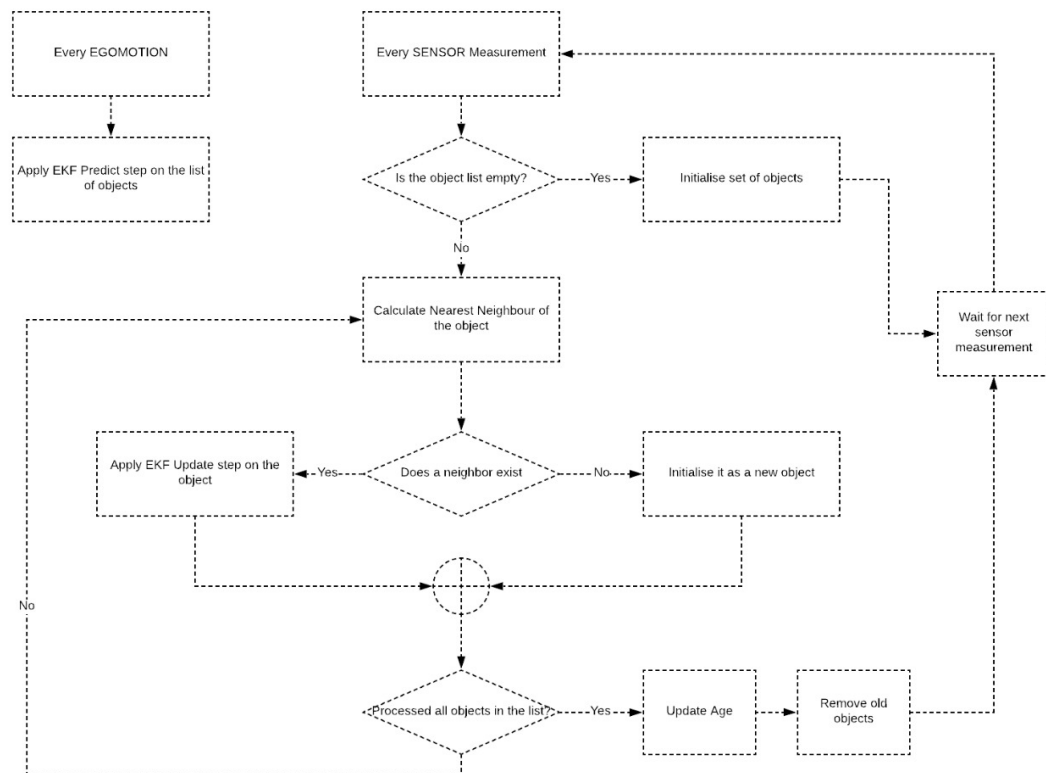 Every EGOMOTION
Every SENSOR Measurement
Apply EKF Predict step on the list
of objects
Is the object list empty?
Yes
Initialise set of objects
No
Calculate Nearest Neighbour of
the object
Wait for next
sensor
measurement
Apply EKF Update step on the
object
Yes
Does a neighbor exist
No
Initialise it as a new object
No
Processed all objects in the list?
Yes
Update Age
Remove old
objects